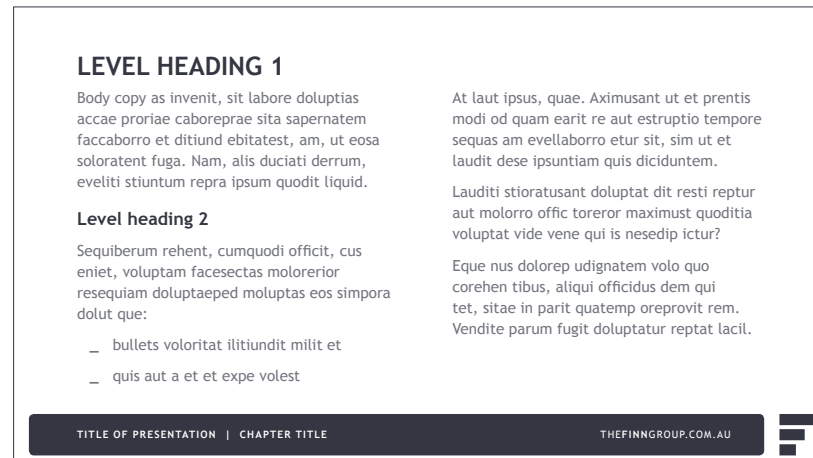 LEVEL HEADING 1
Body copy as invenit, sit labore doluptias
accae proriae caboreprae sita sapernatem
faccaborro et ditiund ebitatest, am, ut eosa
soloratent fuga. Nam, alis duciati derrum,
eveliti stiuntum repra ipsum quodit liquid.
Level heading 2
Sequiberum rehent, cumquodi officit, cus
eniet, voluptam facesectas molorerior
resequiam doluptaeped moluptas eos simpora
dolut que:
_ bullets voloritat ilitiundit milit et
_ quis aut a et et expe volest
At laut ipsus, quae. Aximusant ut et prentis
modi od quam earit re aut estruptio tempore
sequas am evellaborro etur sit, sim ut et
laudit dese ipsuntiam quis diciduntem.
Lauditi stioratusant doluptat dit resti reptur
aut molorro offic toreror maximust quoditia
voluptat vide vene qui is nesedip ictur?
Eque nus dolorep udignatem volo quo
corehen tibus, aliqui officidus dem qui
tet, sitae in parit quatemp oreprovit rem.
Vendite parum fugit doluptatur reptat lacil.
TITLE OF PRESENTATION | CHAPTER TITLE
THEFINNGROUP.COM.AU